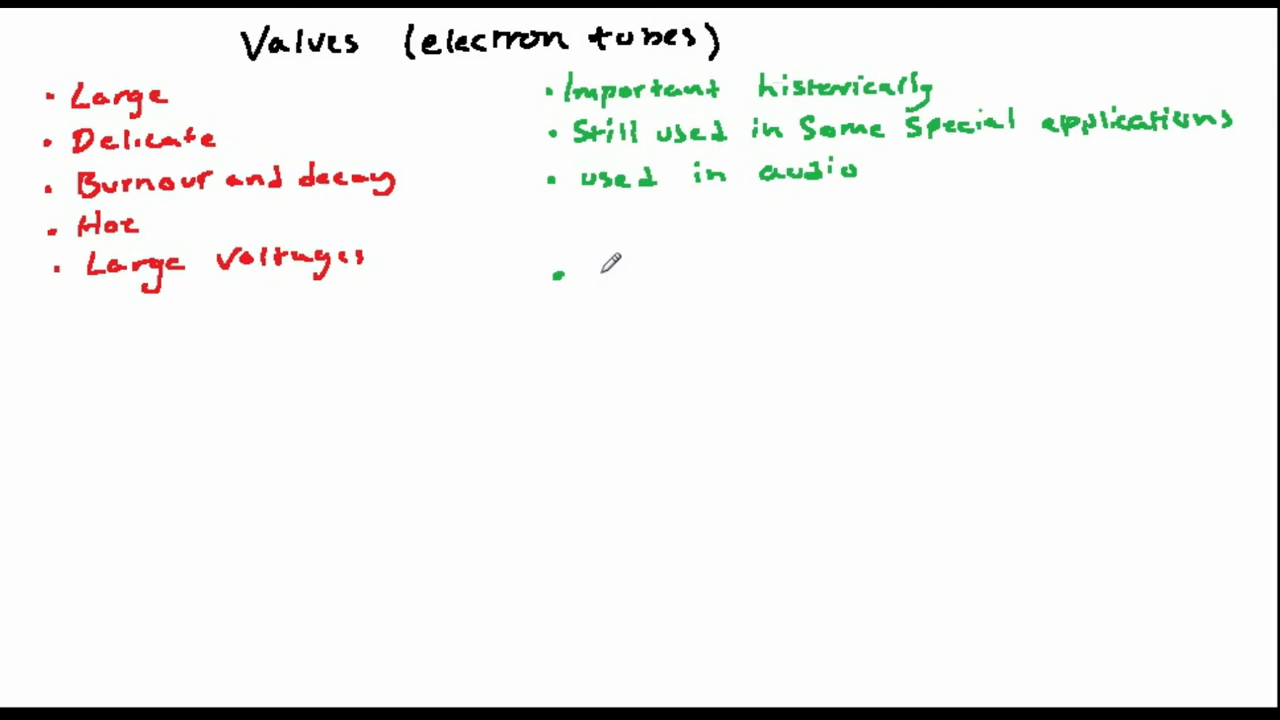 Valves (electron tubes)
• Large
• Delicate
• Burnour and decay
• Hot
• Large Voltages
• Important historically
• Still used in Some Special applications
• used in audio
•